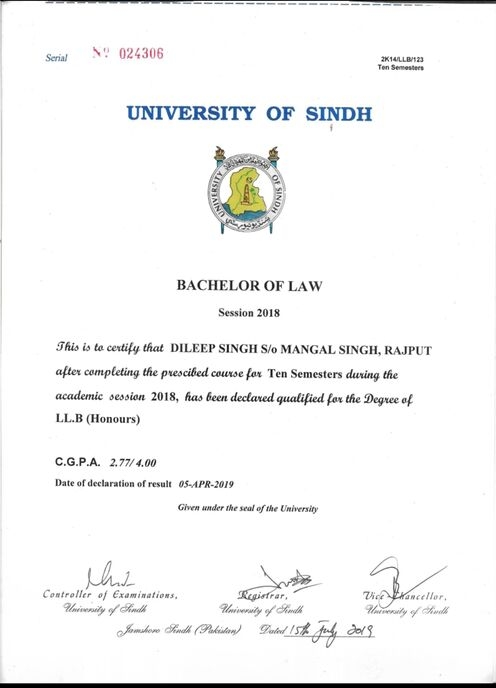 Serial Nº 024306
2K14/LLB/123
Ten Semesters
UNIVERSITY OF SINDH
UNIVERSITY OF SINDH
BACHELOR OF LAW
Session 2018
This is to certify that DILEEP SINGH S/o MANGAL SINGH, RAJPUT
after completing the prescibed course for Ten Semesters during the
academic session 2018, has been declared qualified for the Degree of
LL.B (Honours)
C.G.P.A. 2.77/ 4.00
Date of declaration of result 05-APR-2019
Given under the seal of the University
Controller of Examinations,
University of Sindh
Registrar,
University of Sindh
Vice-Chancellor,
University of Sindh
Jamshoro Sindh (Pakistan) Dated 15th July 2019